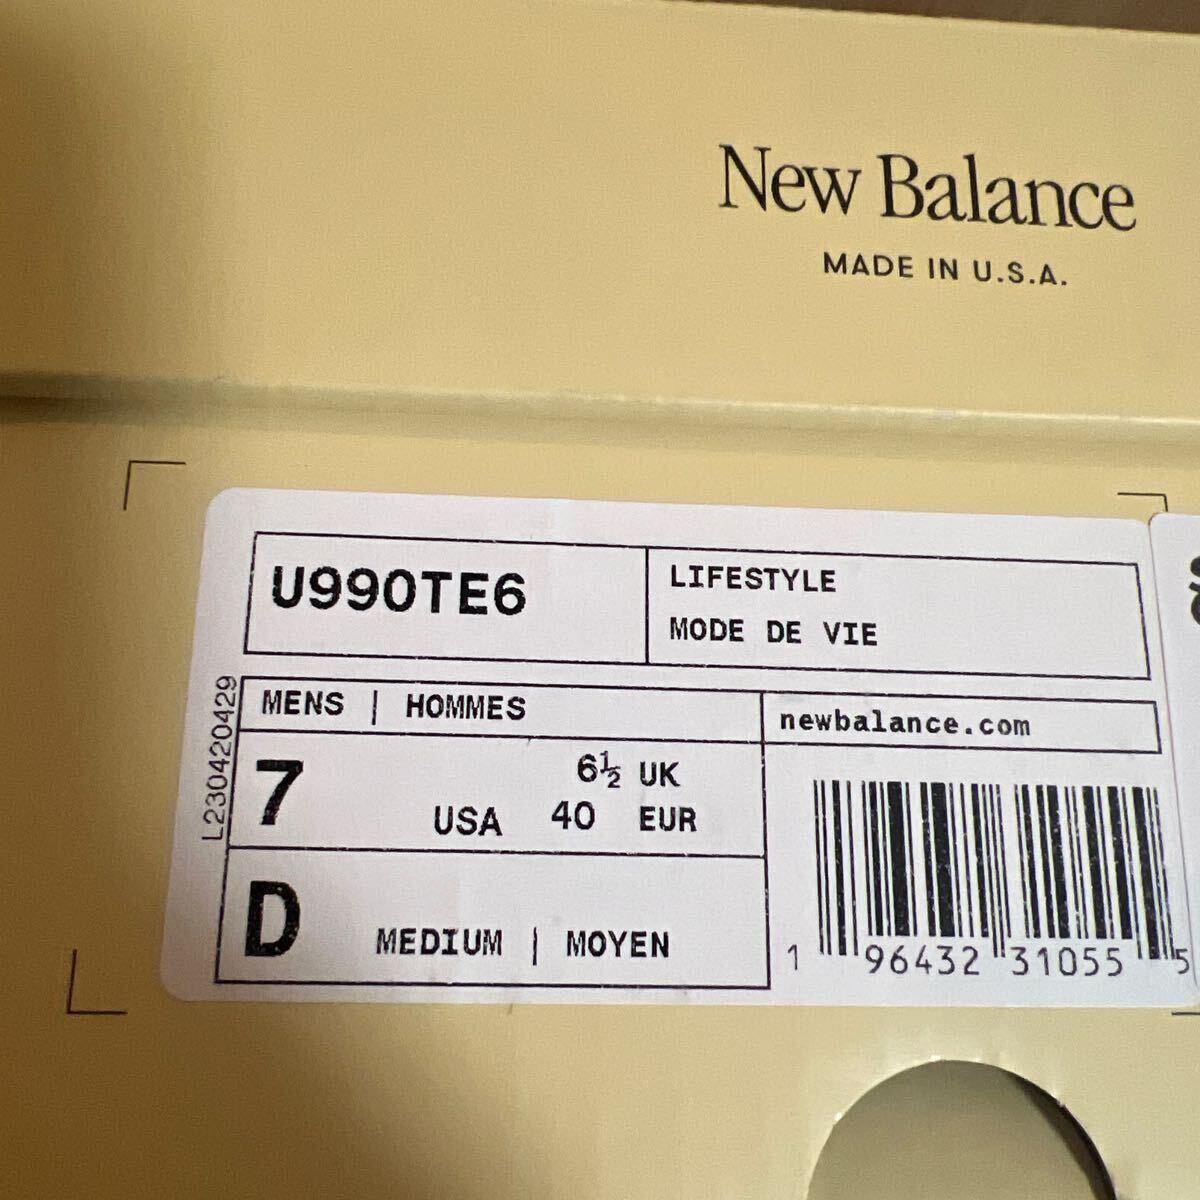 New Balance
MADE IN U.S.A.
U990TE6
LIFESTYLE
MODE DE VIE
L230420429
MENS | HOMMES
newbalance.com
7 USA
6½ UK
40 EUR
D MEDIUM | MOYEN
1 96432 31055 5